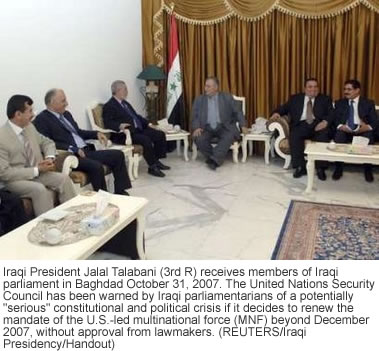 Iraqi President Jalal Talabani (3rd R) receives members of Iraqi
parliament in Baghdad October 31, 2007. The United Nations Security
Council has been warned by Iraqi parliamentarians of a potentially
"serious" constitutional and political crisis if it decides to renew the
mandate of the U.S.-led multinational force (MNF) beyond December
2007, without approval from lawmakers. (REUTERS/Iraqi
Presidency/Handout)